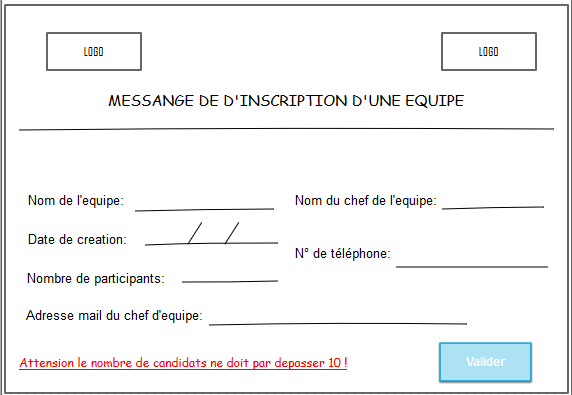 LOGO
LOGO
MESSANGE DE D'INSCRIPTION D'UNE EQUIPE
Nom de l'equipe:
Nom du chef de l'equipe:
Date de creation:
N° de téléphone:
Nombre de participants:
Adresse mail du chef d'equipe:
Attension le nombre de candidats ne doit par depasser 10 !
Valider